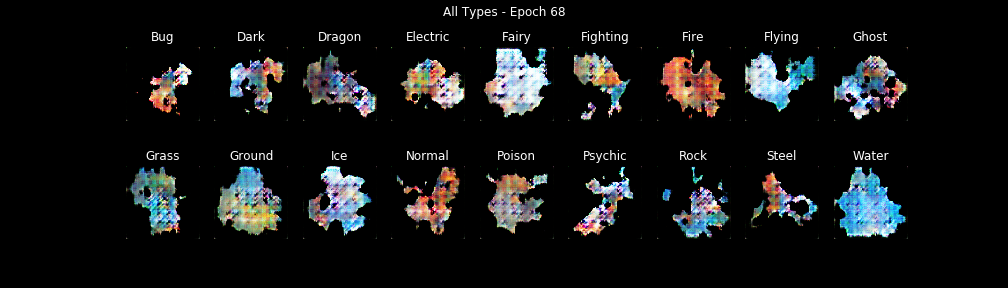 All Types - Epoch 68
Bug Dark Dragon Electric Fairy Fighting Fire Flying Ghost
Grass Ground Ice Normal Poison Psychic Rock Steel Water